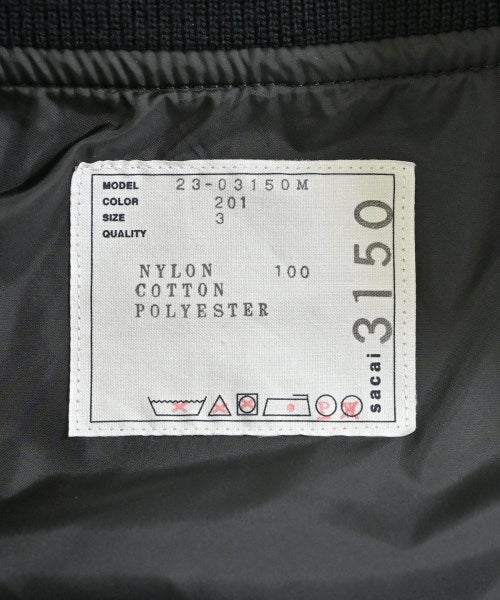 MODEL 23-03150M
COLOR 201
SIZE 3
QUALITY
NYLON 100
COTTON
POLYESTER
sacai 3150
P